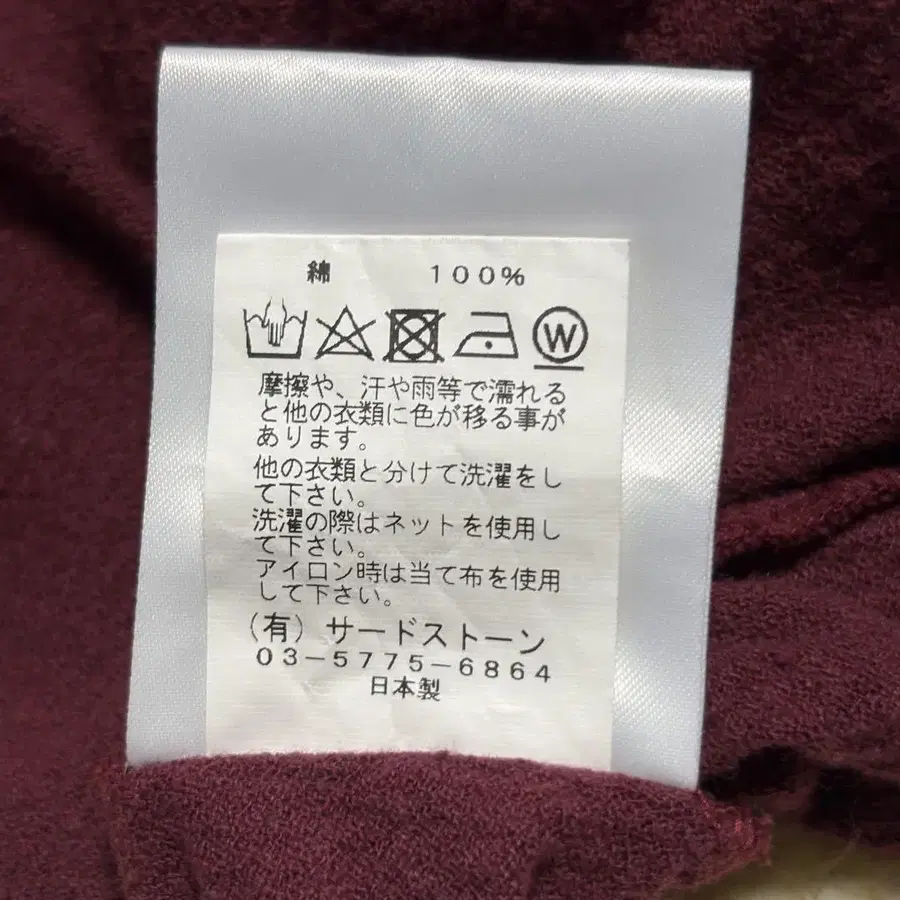 綿 100%
W
摩擦や、汗や雨等で濡れる
と他の衣類に色が移る事が
あります。
他の衣類と分けて洗濯をし
て下さい。
洗濯の際はネットを使用し
て下さい。
アイロン時は当て布を使用
して下さい。
(有)サードストーン
03-5775-6864
日本製